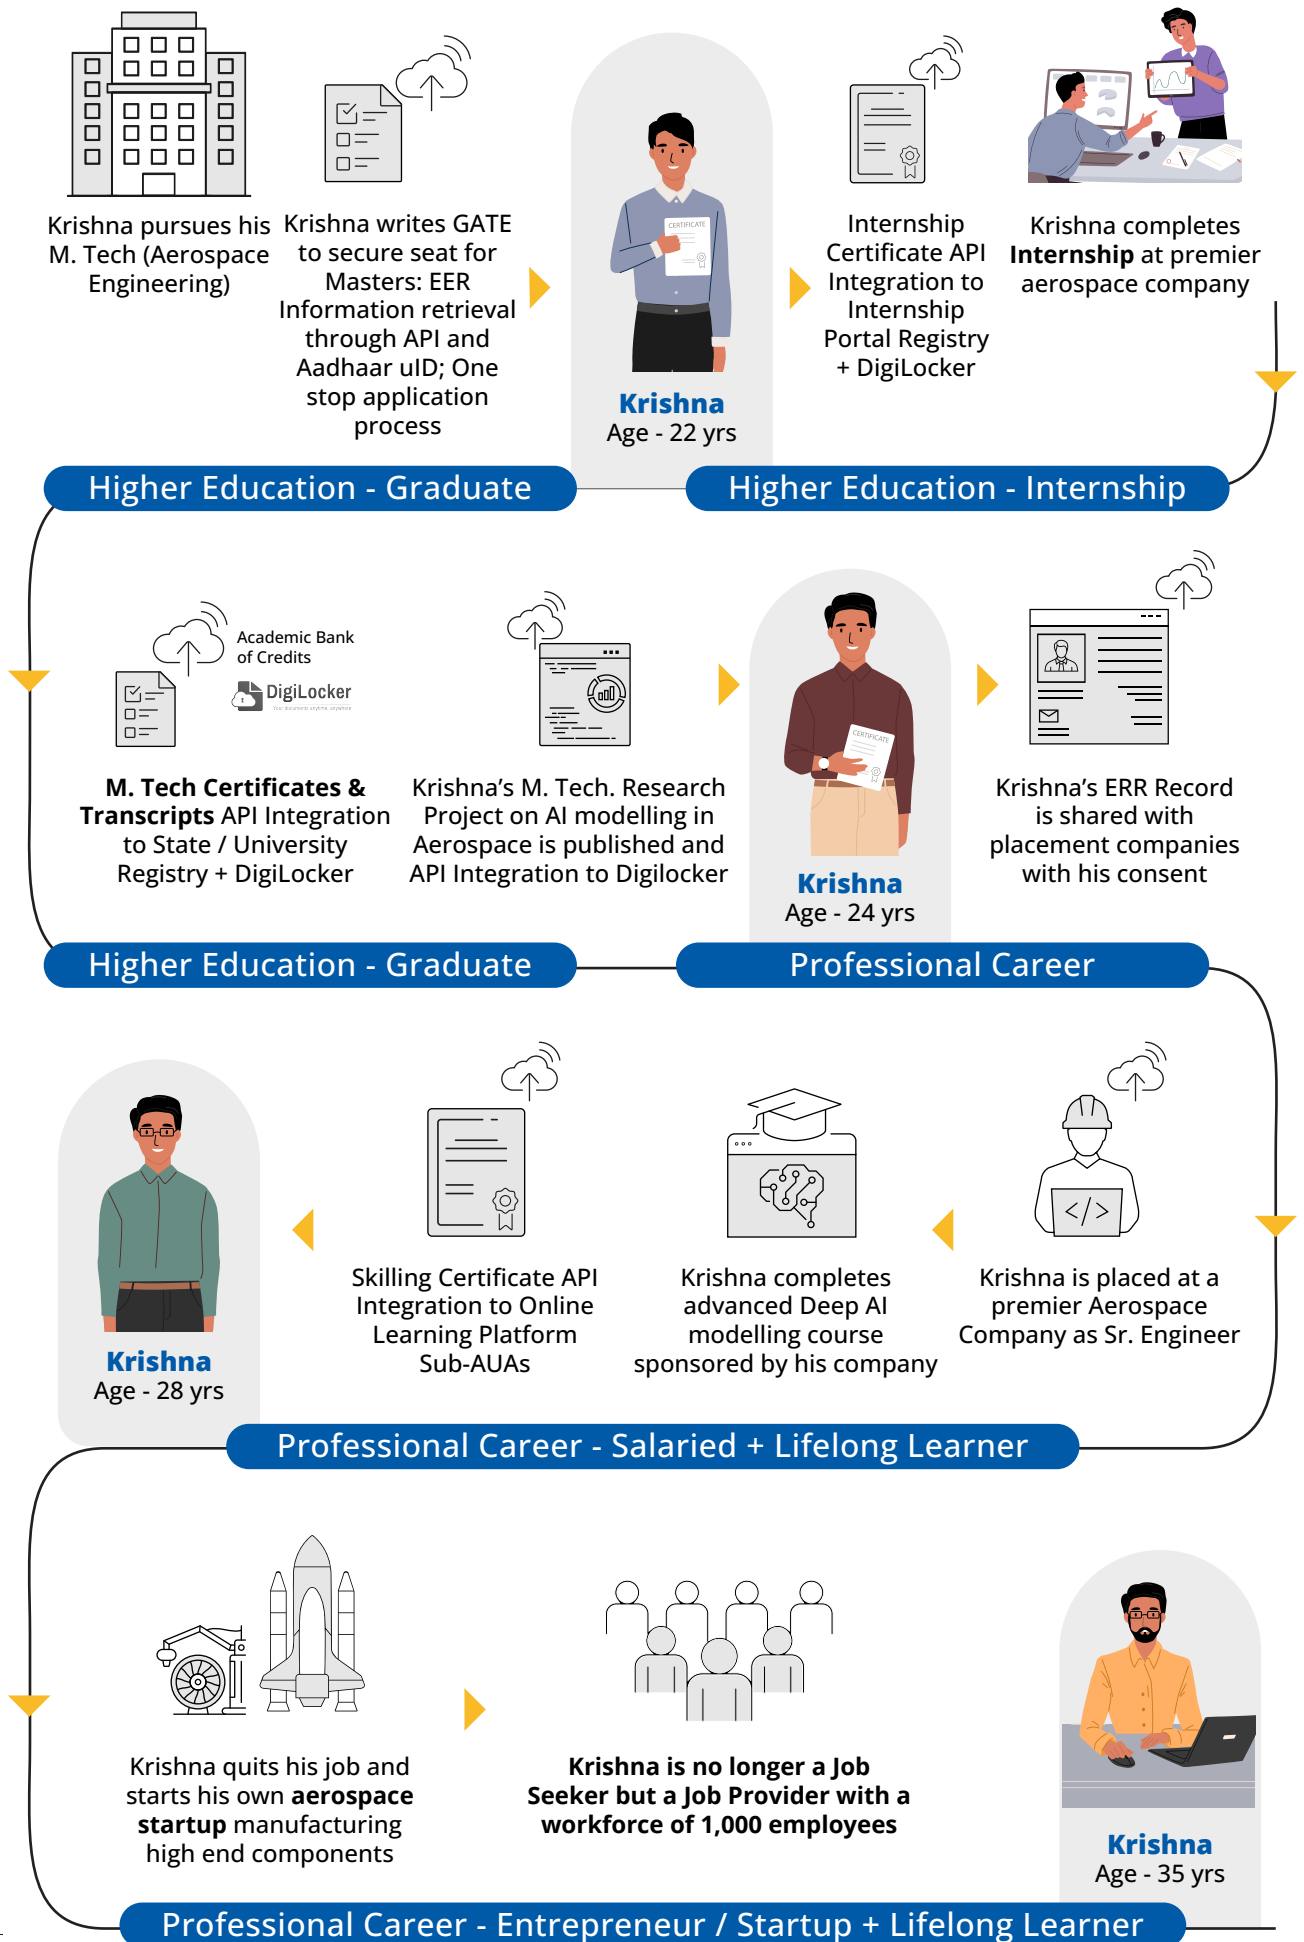 Krishna pursues his
M. Tech (Aerospace
Engineering)
Krishna writes GATE
to secure seat for
Masters: EER
Information retrieval
through API and
Aadhaar uID; One
stop application
process
CERTIFICATE
Krishna
Age - 22 yrs
Internship
Certificate API
Integration to
Internship
Portal Registry
+ DigiLocker
Krishna completes
Internship at premier
aerospace company
Higher Education - Graduate
Higher Education - Internship
Academic Bank
of Credits
DigiLocker
Your documents anytime, anywhere
M. Tech Certificates &
Transcripts API Integration
to State / University
Registry + DigiLocker
Krishna’s M. Tech. Research
Project on AI modelling in
Aerospace is published and
API Integration to Digilocker
CERTIFICATE
Krishna
Age - 24 yrs
Krishna’s ERR Record
is shared with
placement companies
with his consent
Higher Education - Graduate
Professional Career
Krishna
Age - 28 yrs
Skilling Certificate API
Integration to Online
Learning Platform
Sub-AUAs
Krishna completes
advanced Deep AI
modelling course
sponsored by his company
</>
Krishna is placed at a
premier Aerospace
Company as Sr. Engineer
Professional Career - Salaried + Lifelong Learner
Krishna quits his job and
starts his own aerospace
startup manufacturing
high end components
Krishna is no longer a Job
Seeker but a Job Provider with a
workforce of 1,000 employees
Krishna
Age - 35 yrs
Professional Career - Entrepreneur / Startup + Lifelong Learner